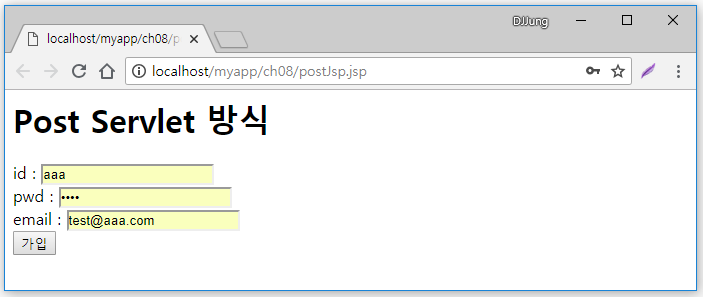 DJJung
localhost/myapp/ch08/p
localhost/myapp/ch08/postJsp.jsp
Post Servlet 방식
id : aaa
pwd : ••••
email : test@aaa.com
가입